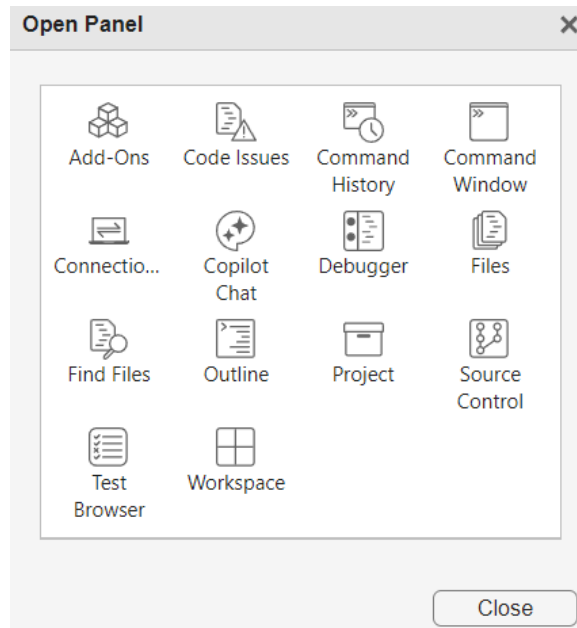 Open Panel
Add-Ons
Code Issues
Command
History
Command
Window
Connectio...
Copilot
Chat
Debugger
Files
Find Files
Outline
Project
Source
Control
Test
Browser
Workspace
Close